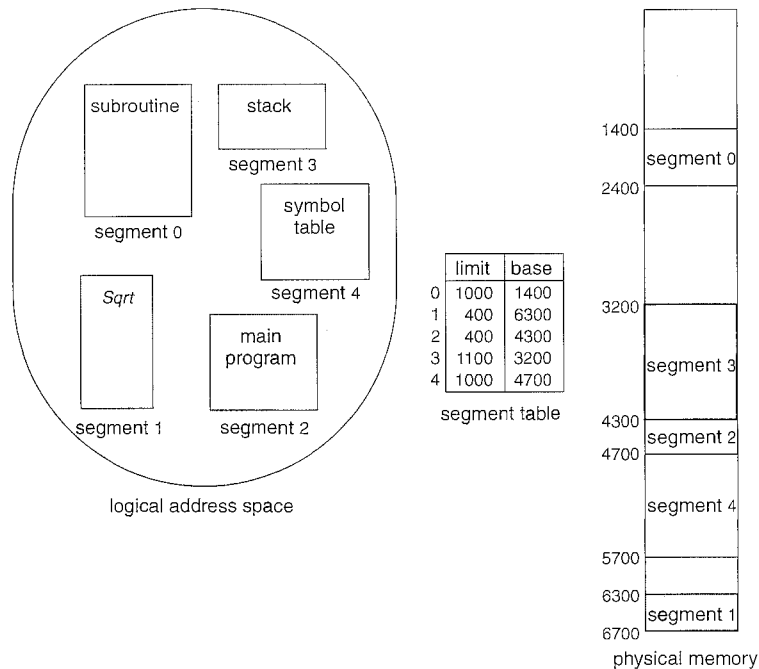 subroutine
segment 0
stack
segment 3
symbol
table
segment 4
Sqrt
segment 1
main
program
segment 2
logical address space
limit base
0 1000 1400
1 400 6300
2 400 4300
3 1100 3200
4 1000 4700
segment table
1400
segment 0
2400
3200
segment 3
4300
segment 2
4700
segment 4
5700
6300
segment 1
6700
physical memory